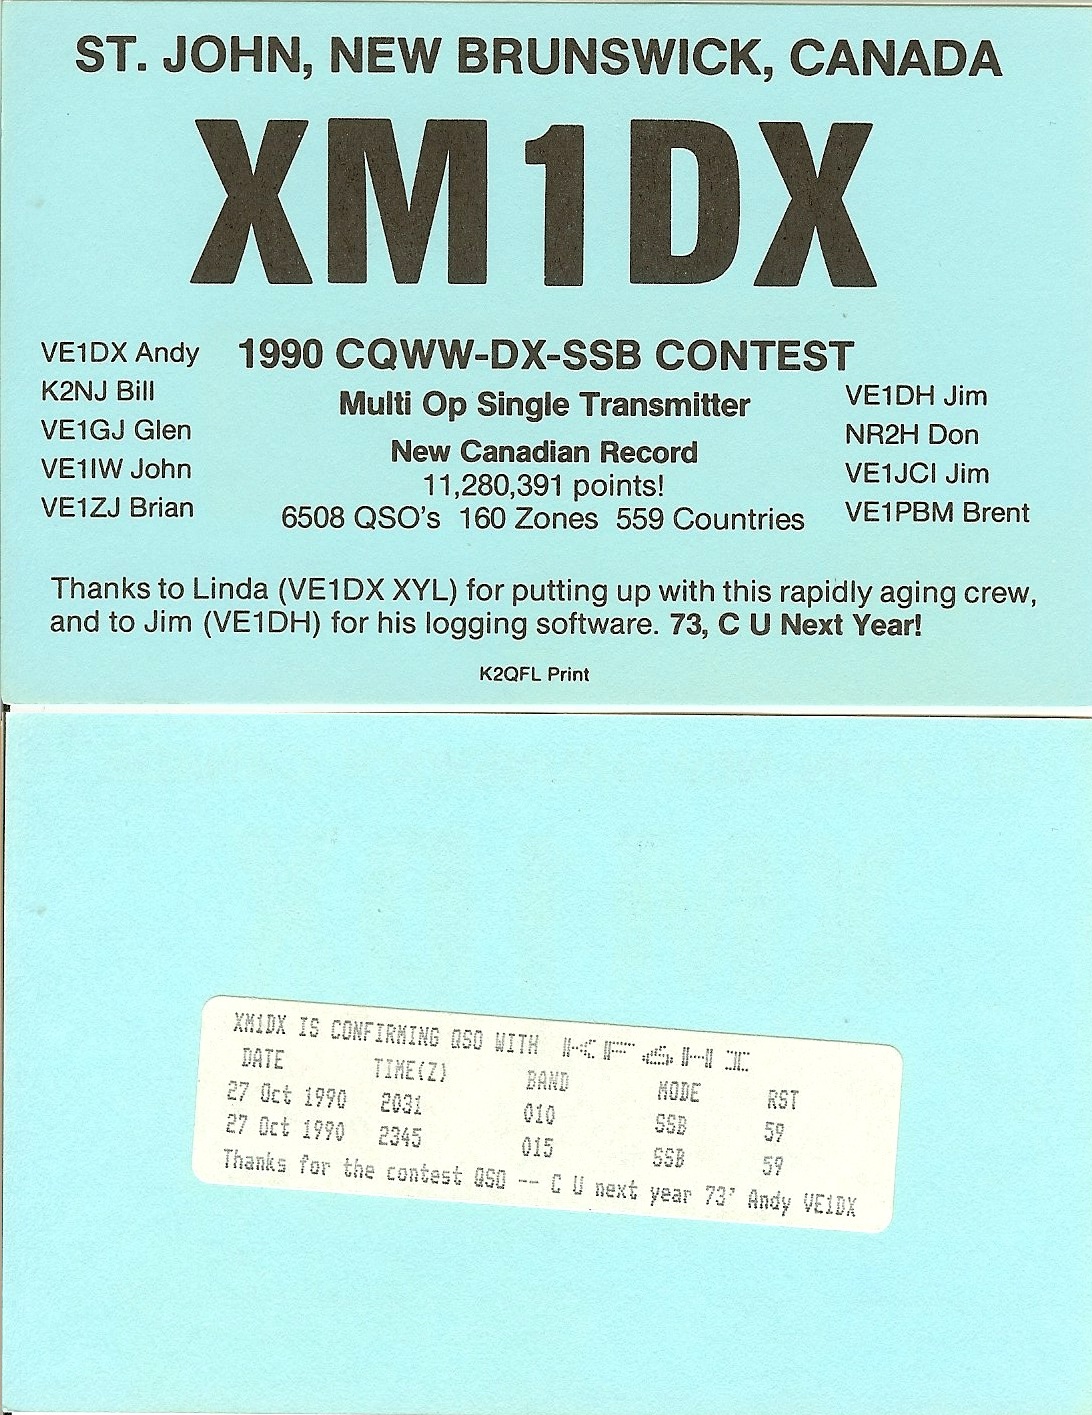 ST. JOHN, NEW BRUNSWICK, CANADA
XM1DX
1990 CQWW-DX-SSB CONTEST
Multi Op Single Transmitter
New Canadian Record
11,280,391 points!
6508 QSO's 160 Zones 559 Countries
VE1DX Andy
K2NJ Bill
VE1GJ Glen
VE1IW John
VE1ZJ Brian
VE1DH Jim
NR2H Don
VE1JCI Jim
VE1PBM Brent
Thanks to Linda (VE1DX XYL) for putting up with this rapidly aging crew,
and to Jim (VE1DH) for his logging software. 73, C U Next Year!
K2QFL Print
XM1DX IS CONFIRMING QSO WITH KF6HI
DATE TIME(Z) BAND MODE RST
27 Oct 1990 2031 010 SSB 59
27 Oct 1990 2345 015 SSB 59
Thanks for the contest QSO -- C U next year 73' Andy VE1DX